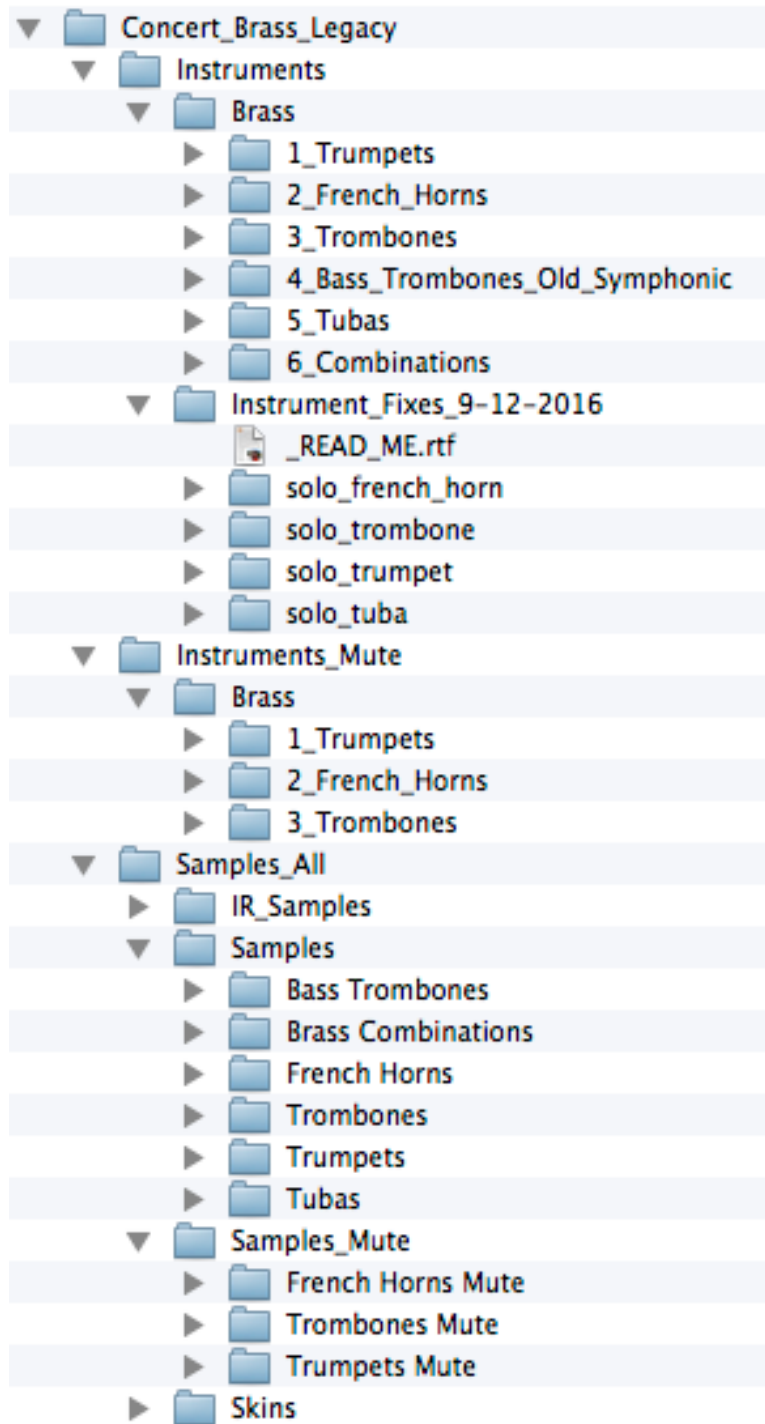 Concert_Brass_Legacy
Instruments
Brass
1_Trumpets
2_French_Horns
3_Trombones
4_Bass_Trombones_Old_Symphonic
5_Tubas
6_Combinations
Instrument_Fixes_9-12-2016
_READ_ME.rtf
solo_french_horn
solo_trombone
solo_trumpet
solo_tuba
Instruments_Mute
Brass
1_Trumpets
2_French_Horns
3_Trombones
Samples_All
IR_Samples
Samples
Bass Trombones
Brass Combinations
French Horns
Trombones
Trumpets
Tubas
Samples_Mute
French Horns Mute
Trombones Mute
Trumpets Mute
Skins